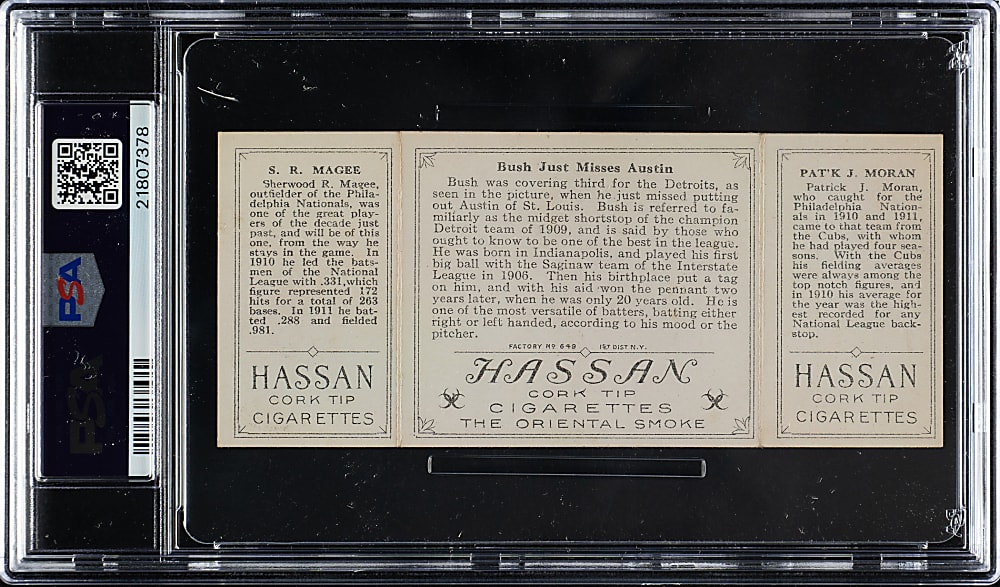 21807378
PSA
PSA
S. R. MAGEE
Sherwood R. Magee,
outfielder of the Phila-
delphia Nationals, was
one of the great play-
ers of the decade just
past, and will be of this
one, from the way he
stays in the game. In
1910 he led the bats-
men of the National
League with .331, which
figure represented 172
hits for a total of 263
bases. In 1911 he bat-
ted .288 and fielded
.981.
HASSAN
CORK TIP
CIGARETTES
Bush Just Misses Austin
Bush was covering third for the Detroits, as
seen in the picture, when he just missed putting
out Austin of St. Louis. Bush is referred to fa-
miliarly as the midget shortstop of the champion
Detroit team of 1909, and is said by those who
ought to know to be one of the best in the league.
He was born in Indianapolis, and played his first
big ball with the Saginaw team of the Interstate
League in 1906. Then his birthplace put a tag
on him, and with his aid won the pennant two
years later, when he was only 20 years old. He is
one of the most versatile of batters, batting either
right or left handed, according to his mood or the
pitcher.
FACTORY Nº 649 1ST DIST N.Y.
HASSAN
CORK TIP
CIGARETTES
THE ORIENTAL SMOKE
PAT'K J. MORAN
Patrick J. Moran,
who caught for the
Philadelphia Nation-
als in 1910 and 1911,
came to that team from
the Cubs, with whom
he had played four sea-
sons. With the Cubs
his fielding averages
were always among the
top notch figures, and
in 1910 his average for
the year was the high-
est recorded for any
National League back-
stop.
HASSAN
CORK TIP
CIGARETTES